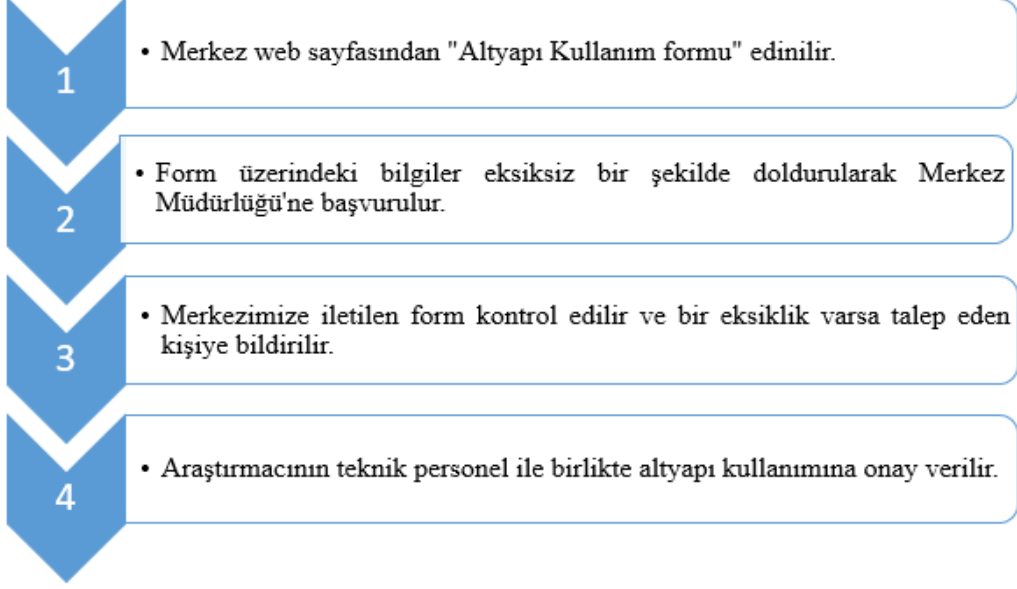 1
• Merkez web sayfasından "Altyapı Kullanım formu" edinilir.
2
• Form üzerindeki bilgiler eksiksiz bir şekilde doldurularak Merkez
Müdürlüğü'ne başvurulur.
3
• Merkezimize iletilen form kontrol edilir ve bir eksiklik varsa talep eden
kişiye bildirilir.
4
• Araştırmacının teknik personel ile birlikte altyapı kullanımına onay verilir.